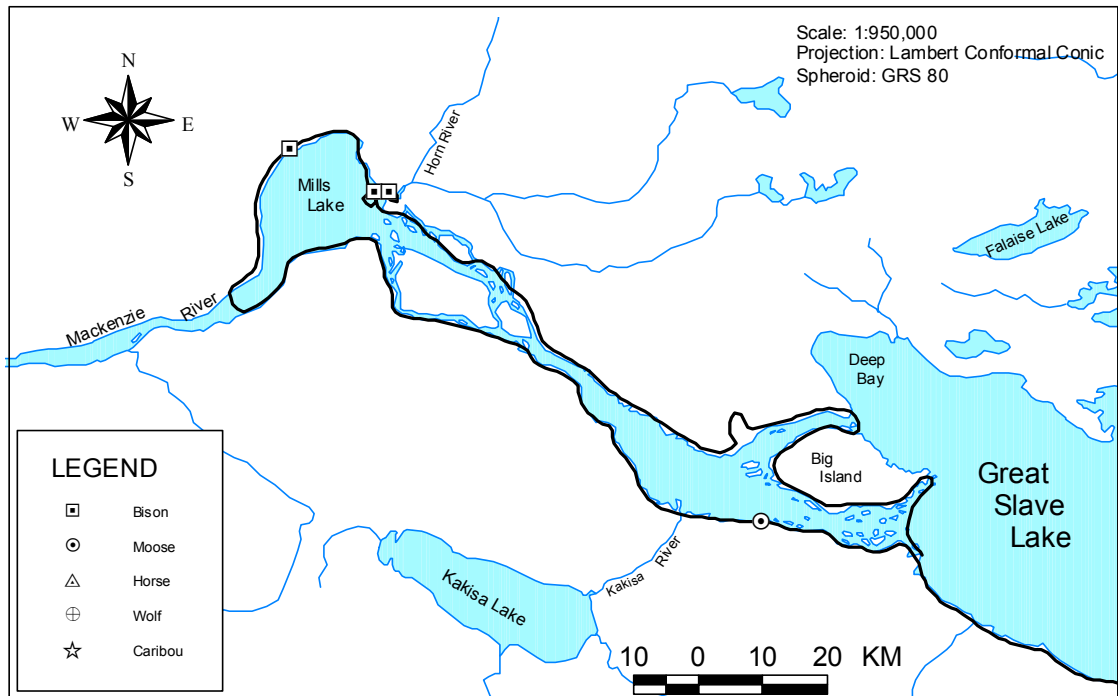 Scale: 1:950,000
Projection: Lambert Conformal Conic
Spheroid: GRS 80
N
W
E
S
Horn River
Mills
Lake
Falaise Lake
Mackenzie River
Deep
Bay
Big
Island
Great
Slave
Lake
Kakisa River
Kakisa Lake
LEGEND
Bison
Moose
Horse
Wolf
Caribou
10 0 10 20 KM